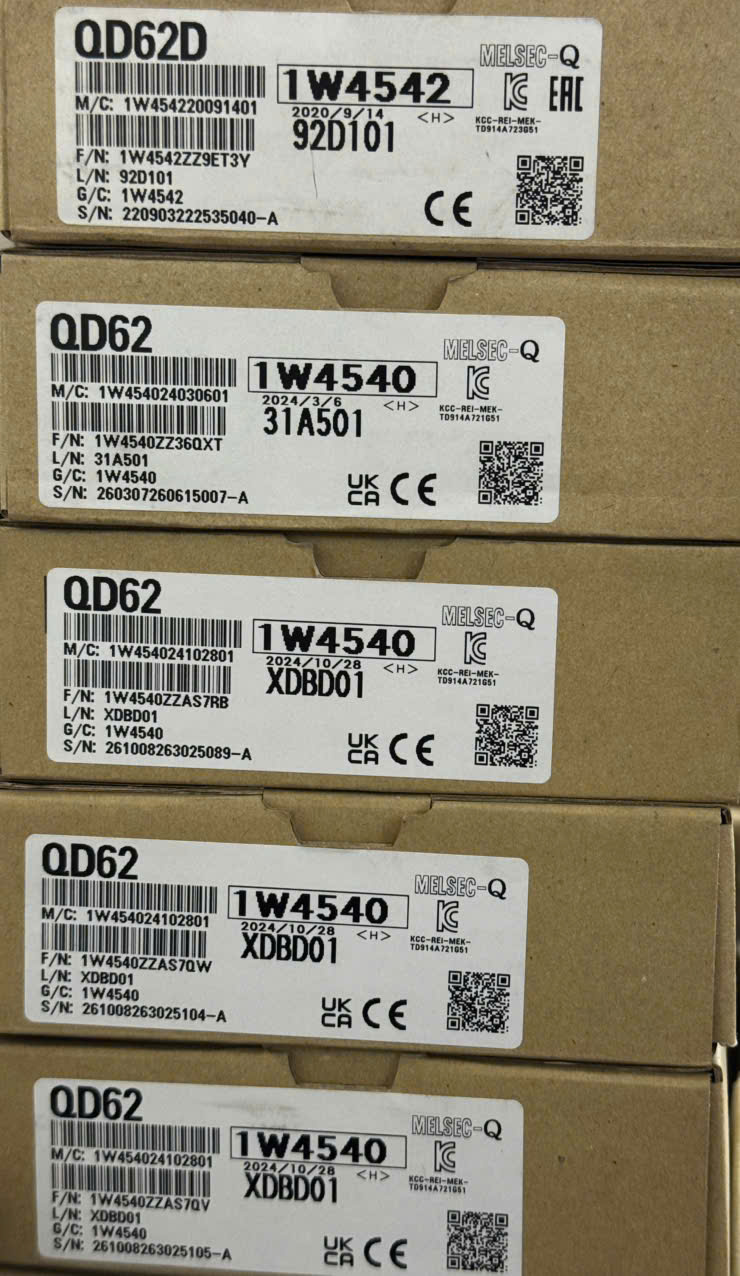 QD62D
MELSEC-Q
1W4542
M/C: 1W454220091401
2020/9/14
<H>
92D101
KCC-REI-MEK-
TD914A723G51
EAC
F/N: 1W4542ZZ9ET3Y
L/N: 92D101
G/C: 1W4542
S/N: 220903222535040-A
CE
QD62
MELSEC-Q
1W4540
M/C: 1W454024030601
2024/3/6
<H>
31A501
KCC-REI-MEK-
TD914A721G51
F/N: 1W4540ZZ36QXT
L/N: 31A501
G/C: 1W4540
S/N: 260307260615007-A
UK
CA
CE
QD62
MELSEC-Q
1W4540
M/C: 1W454024102801
2024/10/28
<H>
XDBD01
KCC-REI-MEK-
TD914A721G51
F/N: 1W4540ZZAS7RB
L/N: XDBD01
G/C: 1W4540
S/N: 261008263025089-A
UK
CA
CE
QD62
MELSEC-Q
1W4540
M/C: 1W454024102801
2024/10/28
<H>
XDBD01
KCC-REI-MEK-
TD914A721G51
F/N: 1W4540ZZAS7QW
L/N: XDBD01
G/C: 1W4540
S/N: 261008263025104-A
UK
CA
CE
QD62
MELSEC-Q
1W4540
M/C: 1W454024102801
2024/10/28
<H>
XDBD01
KCC-REI-MEK-
TD914A721G51
F/N: 1W4540ZZAS7QV
L/N: XDBD01
G/C: 1W4540
S/N: 261008263025105-A
UK
CA
CE